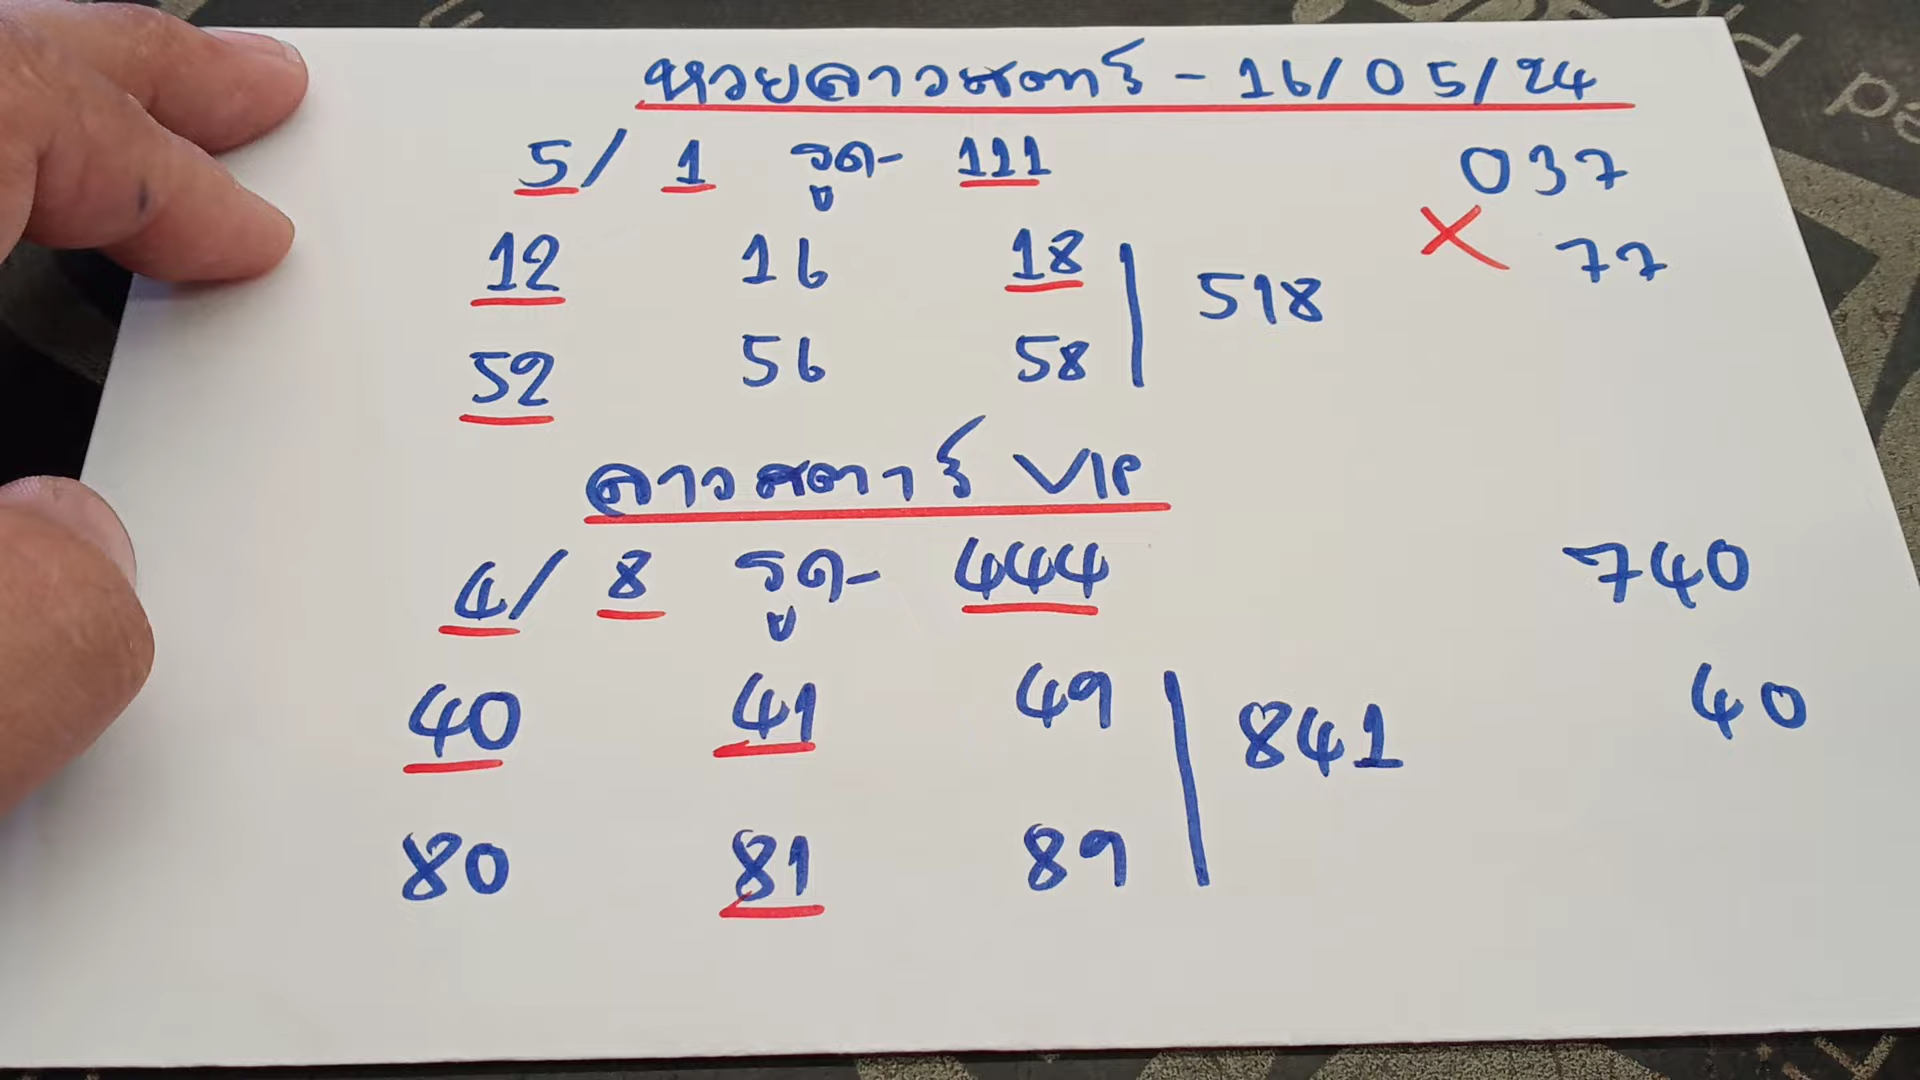 หวยลาวสตาร์ - 16/05/24
5/ 1 รูด- 111 037
12 16 18 518 77
52 56 58
ลาวสตาร์ VIP
4/ 8 รูด- 444 740
40 41 49 841 40
80 81 89